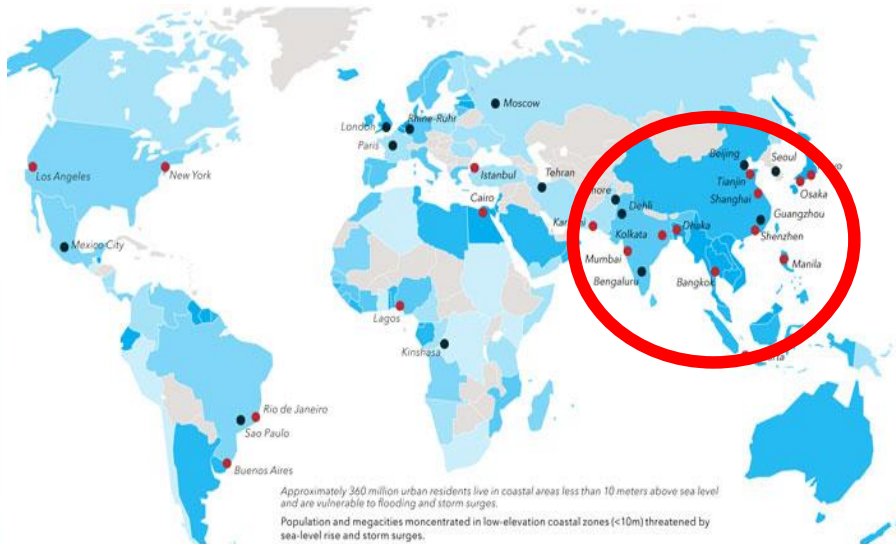 Moscow
London
Rhine-Ruhr
Paris
Los Angeles
New York
Istanbul
Tehran
Beijing
Seoul
Tianjin
Osaka
Cairo
Dehli
Shanghai
Guangzhou
Kolkata
Dhaka
Shenzhen
Mexico City
Mumbai
Manila
Bengaluru
Bangkok
Lagos
Kinshasa
Rio de Janeiro
Sao Paulo
Buenos Aires
Approximately 360 million urban residents live in coastal areas less than 10 meters above sea level
and are vulnerable to flooding and storm surges.
Population and megacities moncentrated in low-elevation coastal zones (<10m) threatened by
sea-level rise and storm surges.